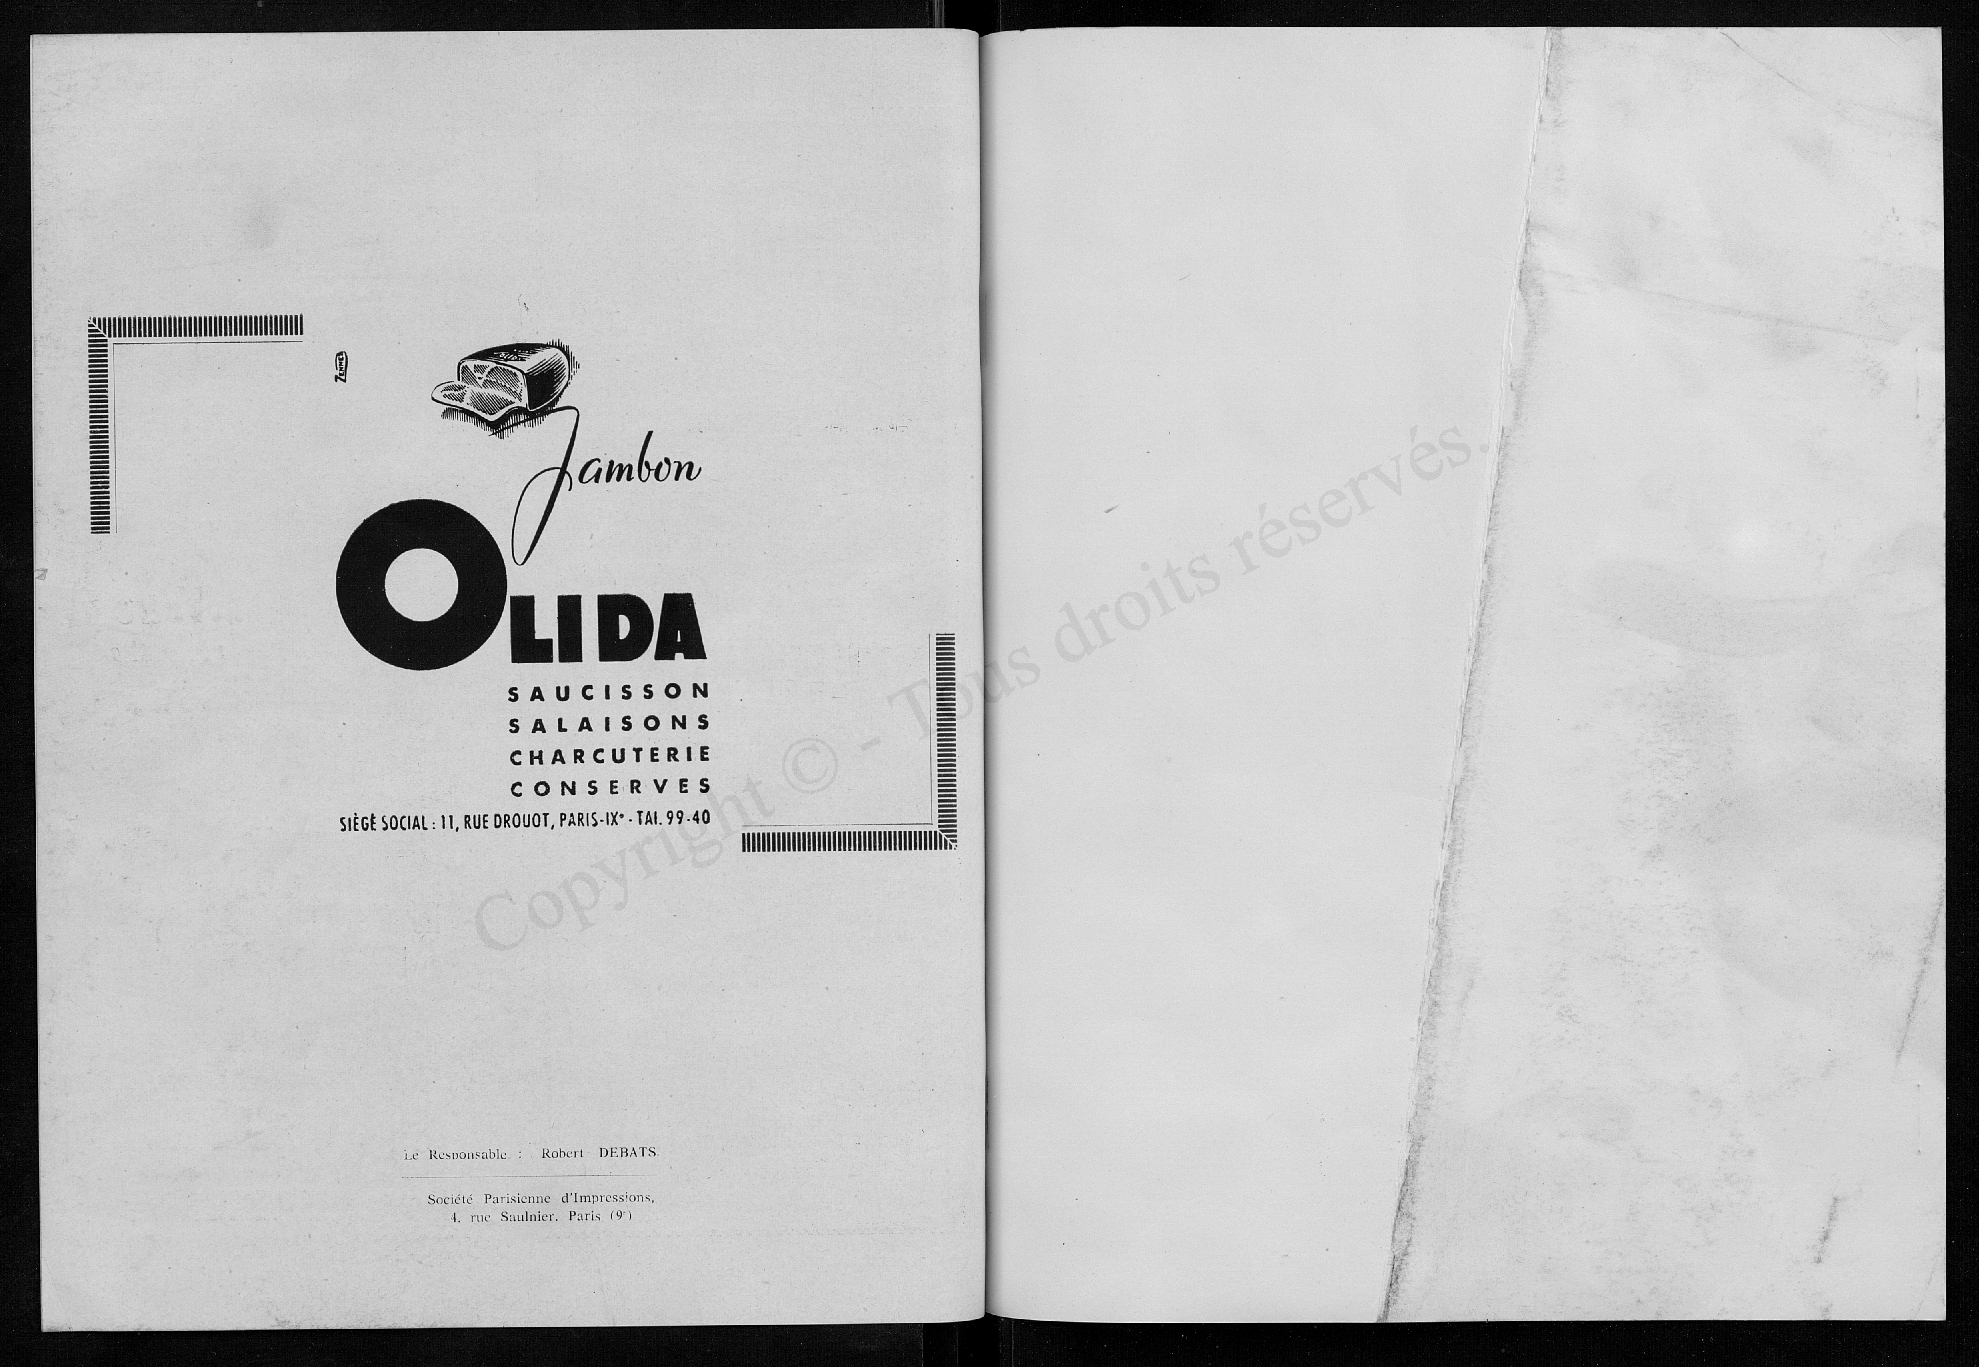 ZEHMEL
Jambon
OLIDA
SAUCISSON
SALAISONS
CHARCUTERIE
CONSERVES
SIÈGE SOCIAL : 11, RUE DROUOT, PARIS-IXe - TAI. 99-40
Copyright © - Tous droits réservés.
Le Responsable : Robert DEBATS
Société Parisienne d'Impressions,
4, rue Saulnier, Paris (9e)